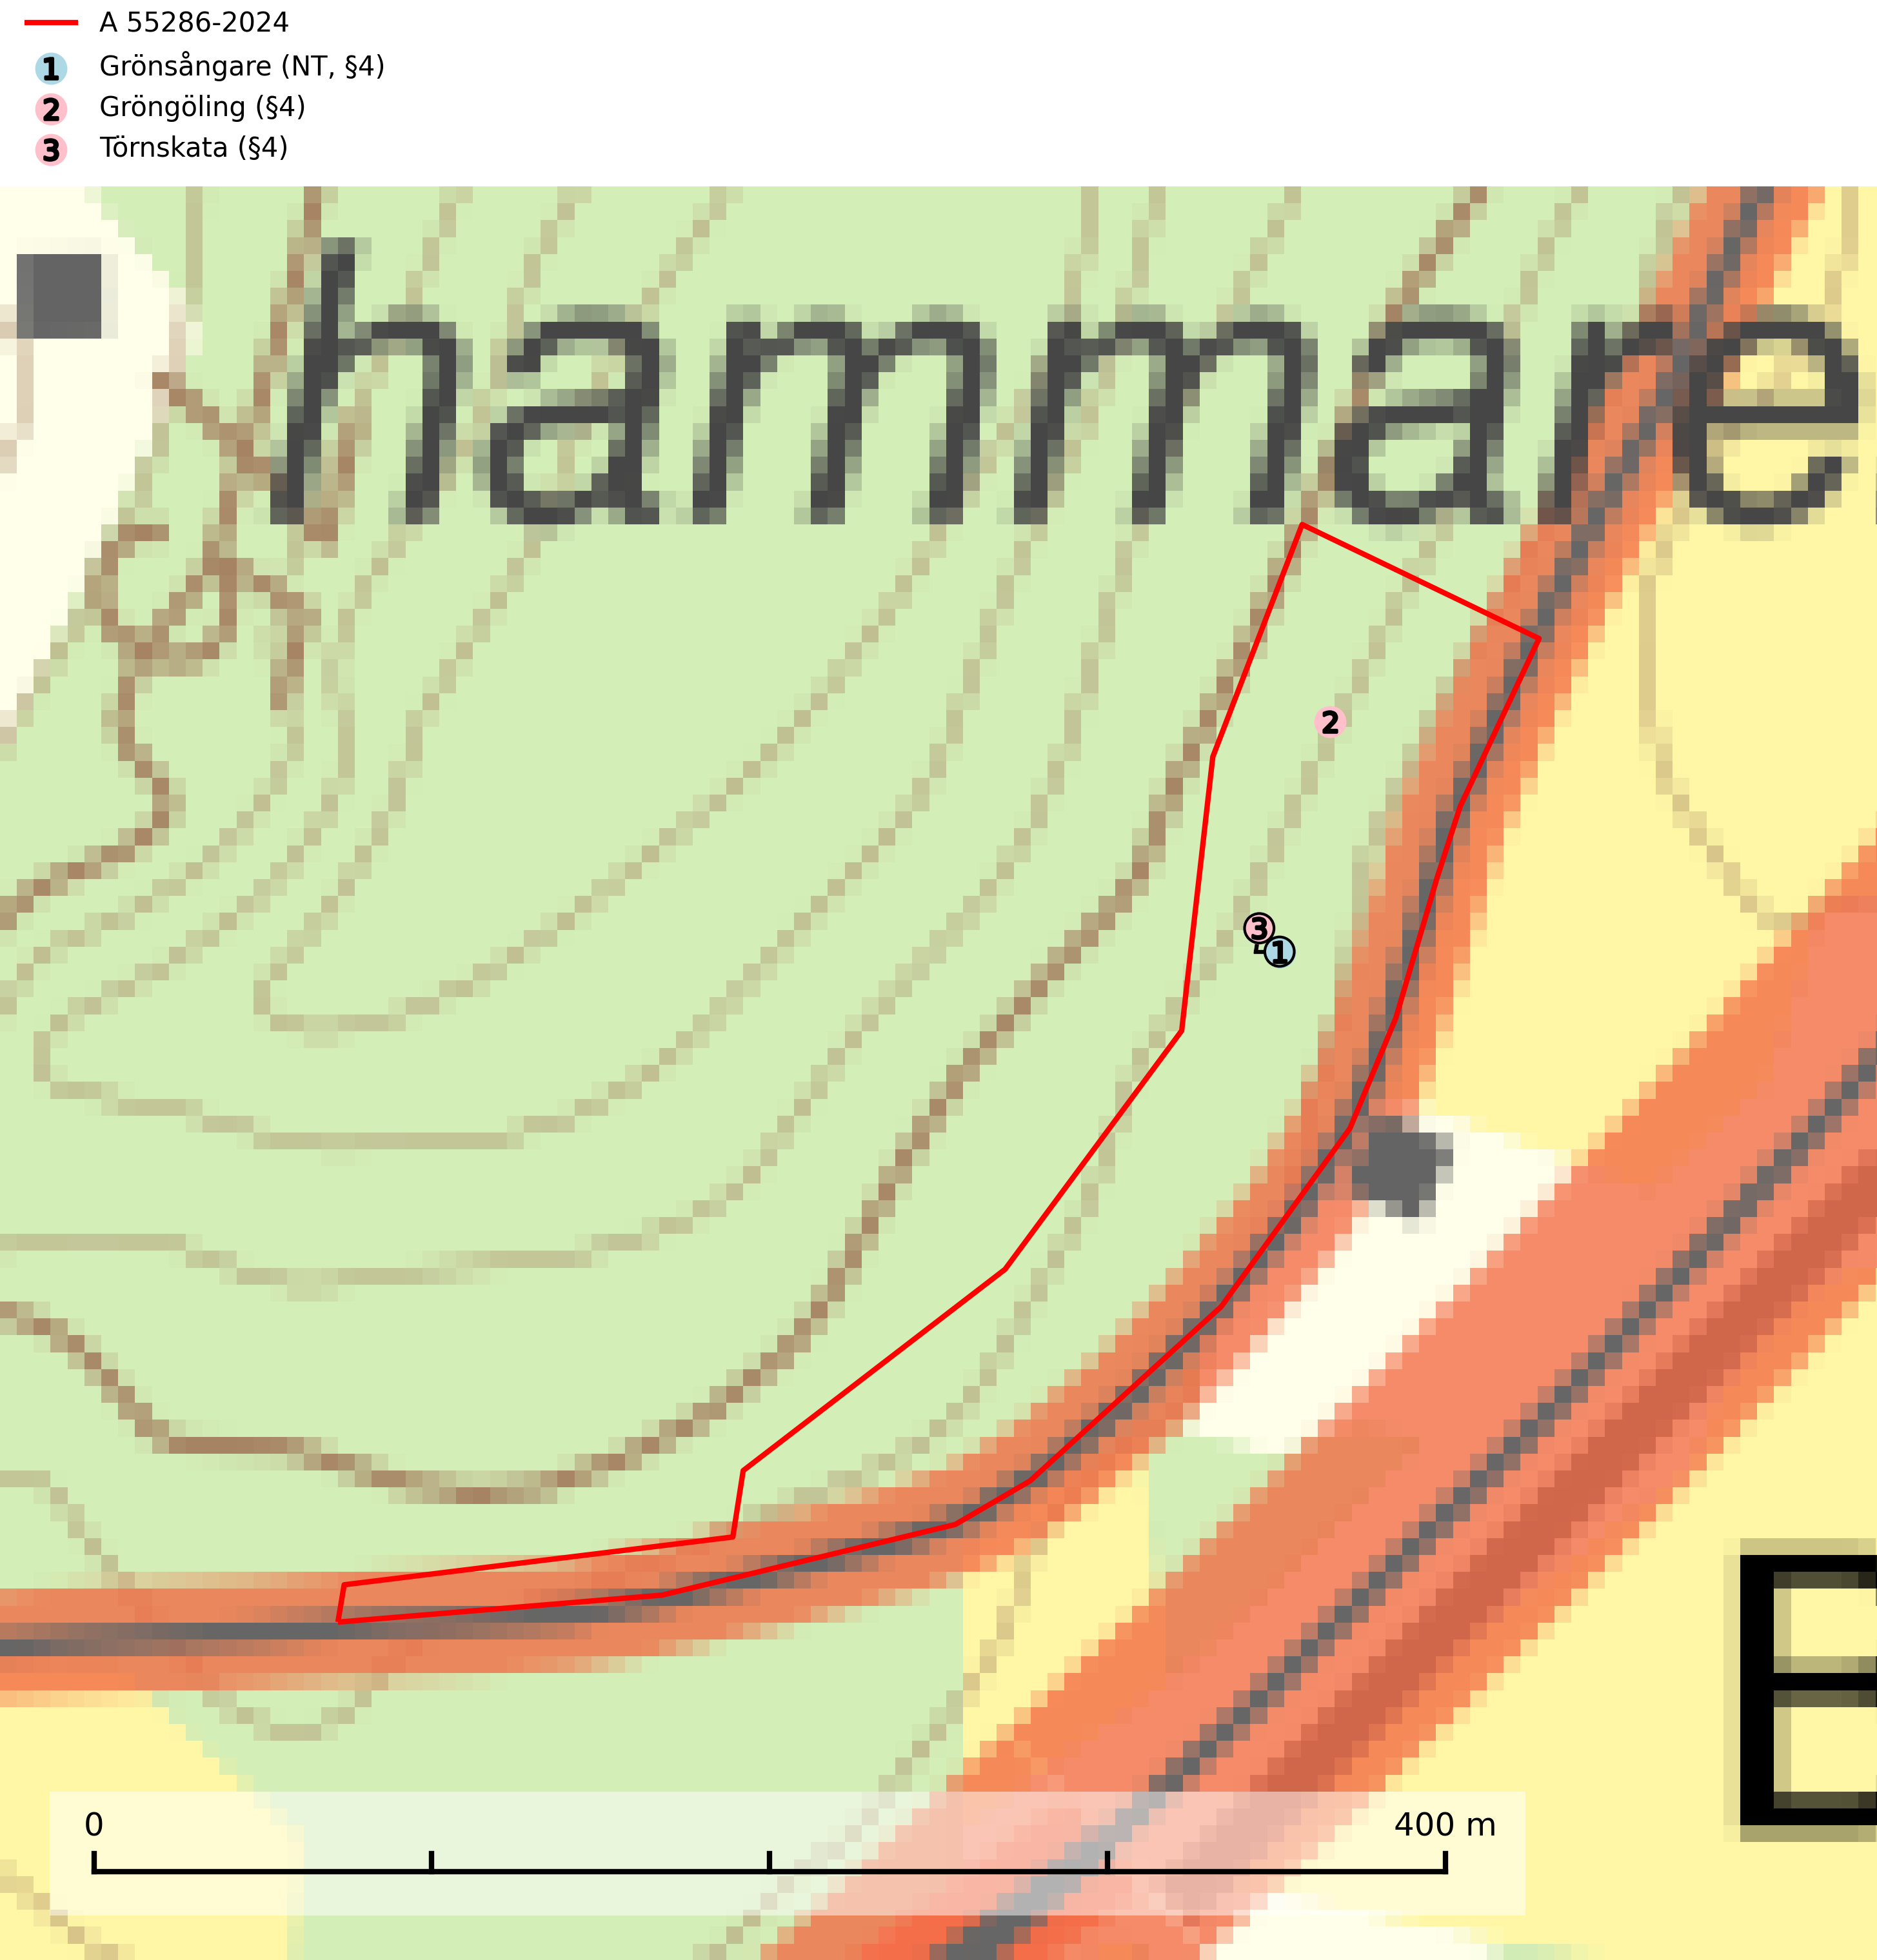 A 55286-2024
1 Grönsångare (NT, §4)
2 Gröngöling (§4)
3 Törnskata (§4)
hammare
2
3
1
E
0 400 m